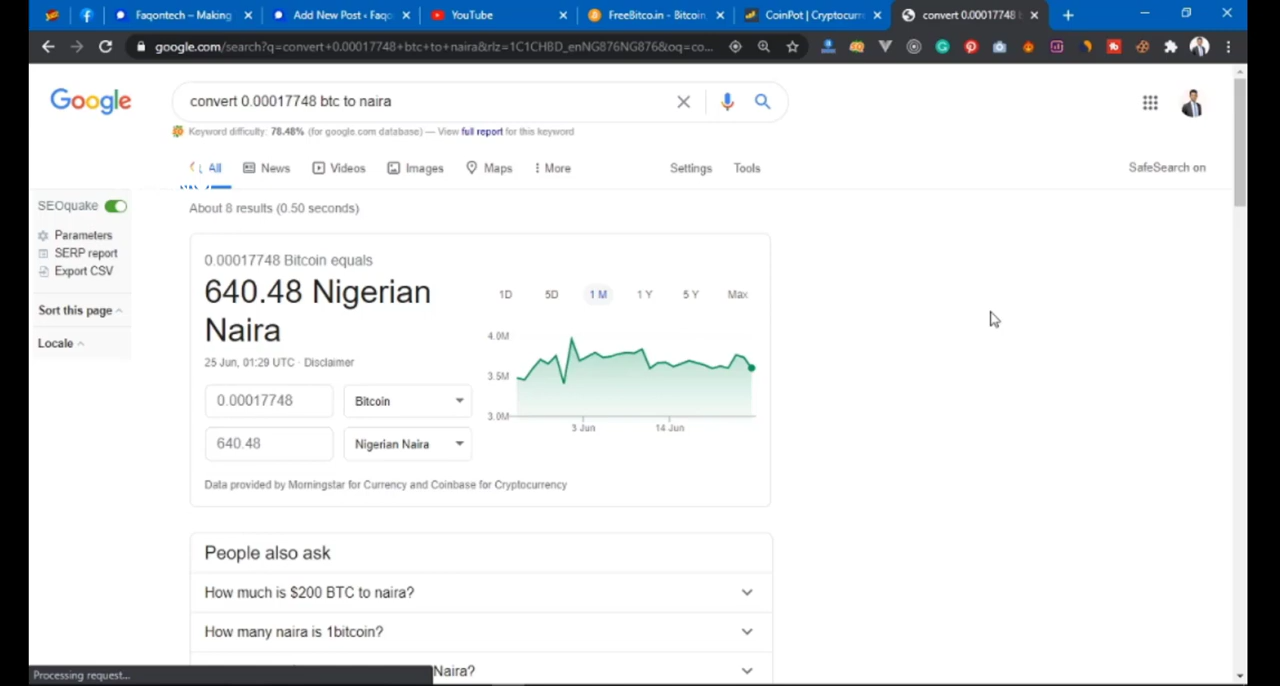 Faqontech – Making
Add New Post ‹ Faqo
YouTube
FreeBitco.in - Bitcoin,
CoinPot | Cryptocurr
convert 0.00017748 b
google.com/search?q=convert+0.00017748+btc+to+naira&rlz=1C1CHBD_enNG876NG876&oq=co...
Google
convert 0.00017748 btc to naira
Keyword difficulty: 78.48% (for google.com database) — View full report for this keyword
All
News
Videos
Images
Maps
More
Settings
Tools
SafeSearch on
SEOquake
Parameters
SERP report
Export CSV
Sort this page
Locale
About 8 results (0.50 seconds)
0.00017748 Bitcoin equals
640.48 Nigerian
Naira
25 Jun, 01:29 UTC · Disclaimer
0.00017748
Bitcoin
640.48
Nigerian Naira
1D
5D
1 M
1 Y
5 Y
Max
4.0M
3.5M
3.0M
3 Jun
14 Jun
Data provided by Morningstar for Currency and Coinbase for Cryptocurrency
People also ask
How much is $200 BTC to naira?
How many naira is 1bitcoin?
Naira?
Processing request...